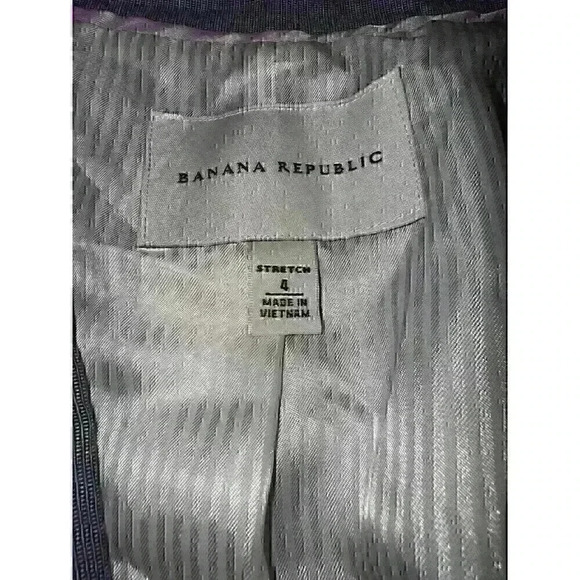 BANANA REPUBLIC
STRETCH
4
MADE IN
VIETNAM